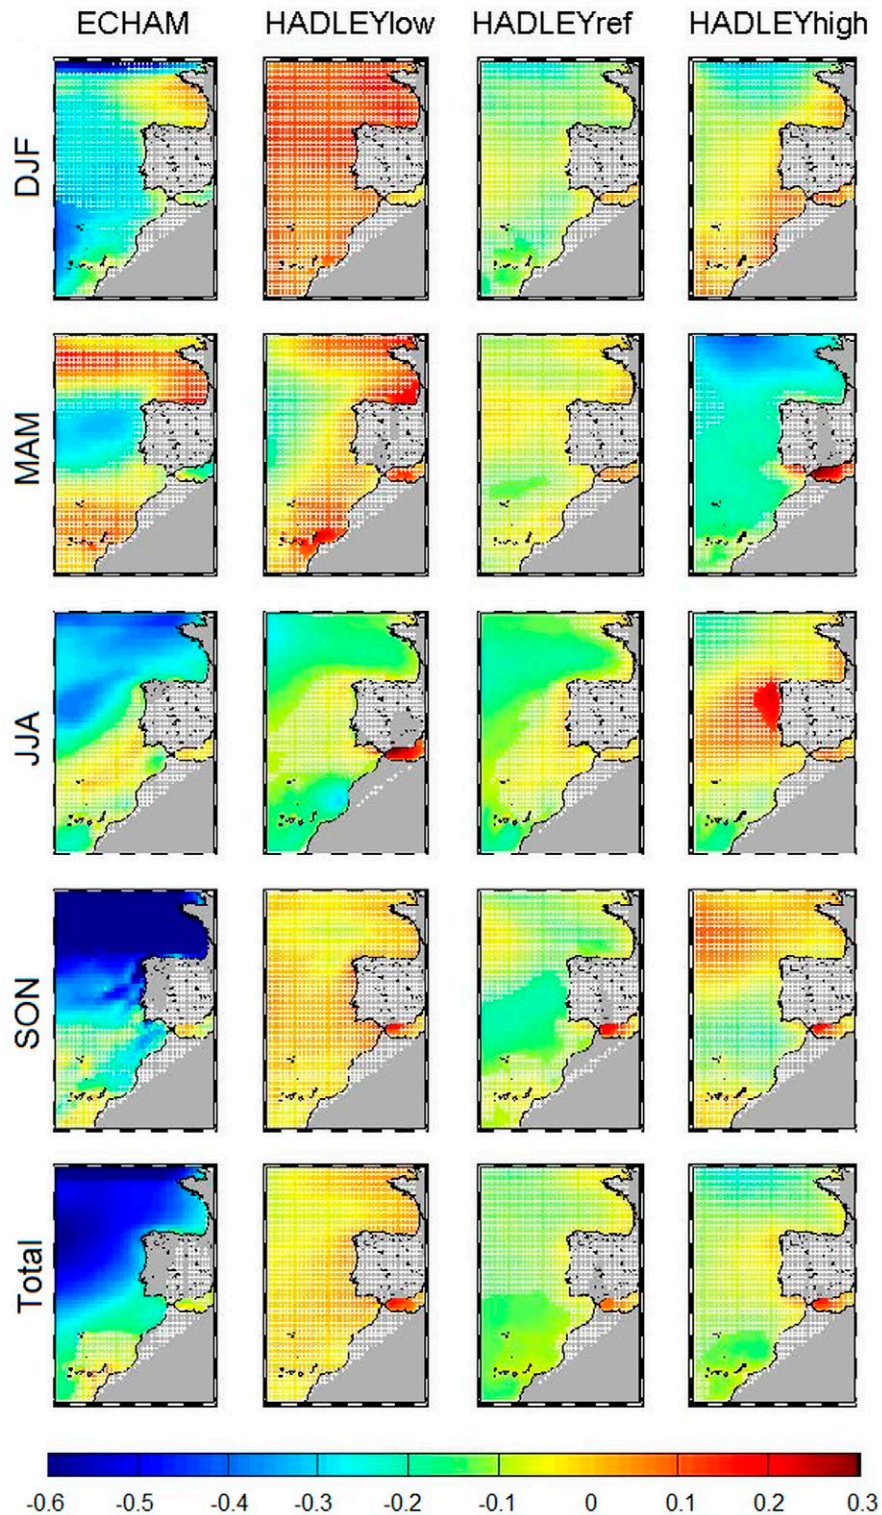 ECHAM HADLEYlow HADLEYref HADLEYhigh
DJF
MAM
JJA
SON
Total
-0.6 -0.5 -0.4 -0.3 -0.2 -0.1 0 0.1 0.2 0.3